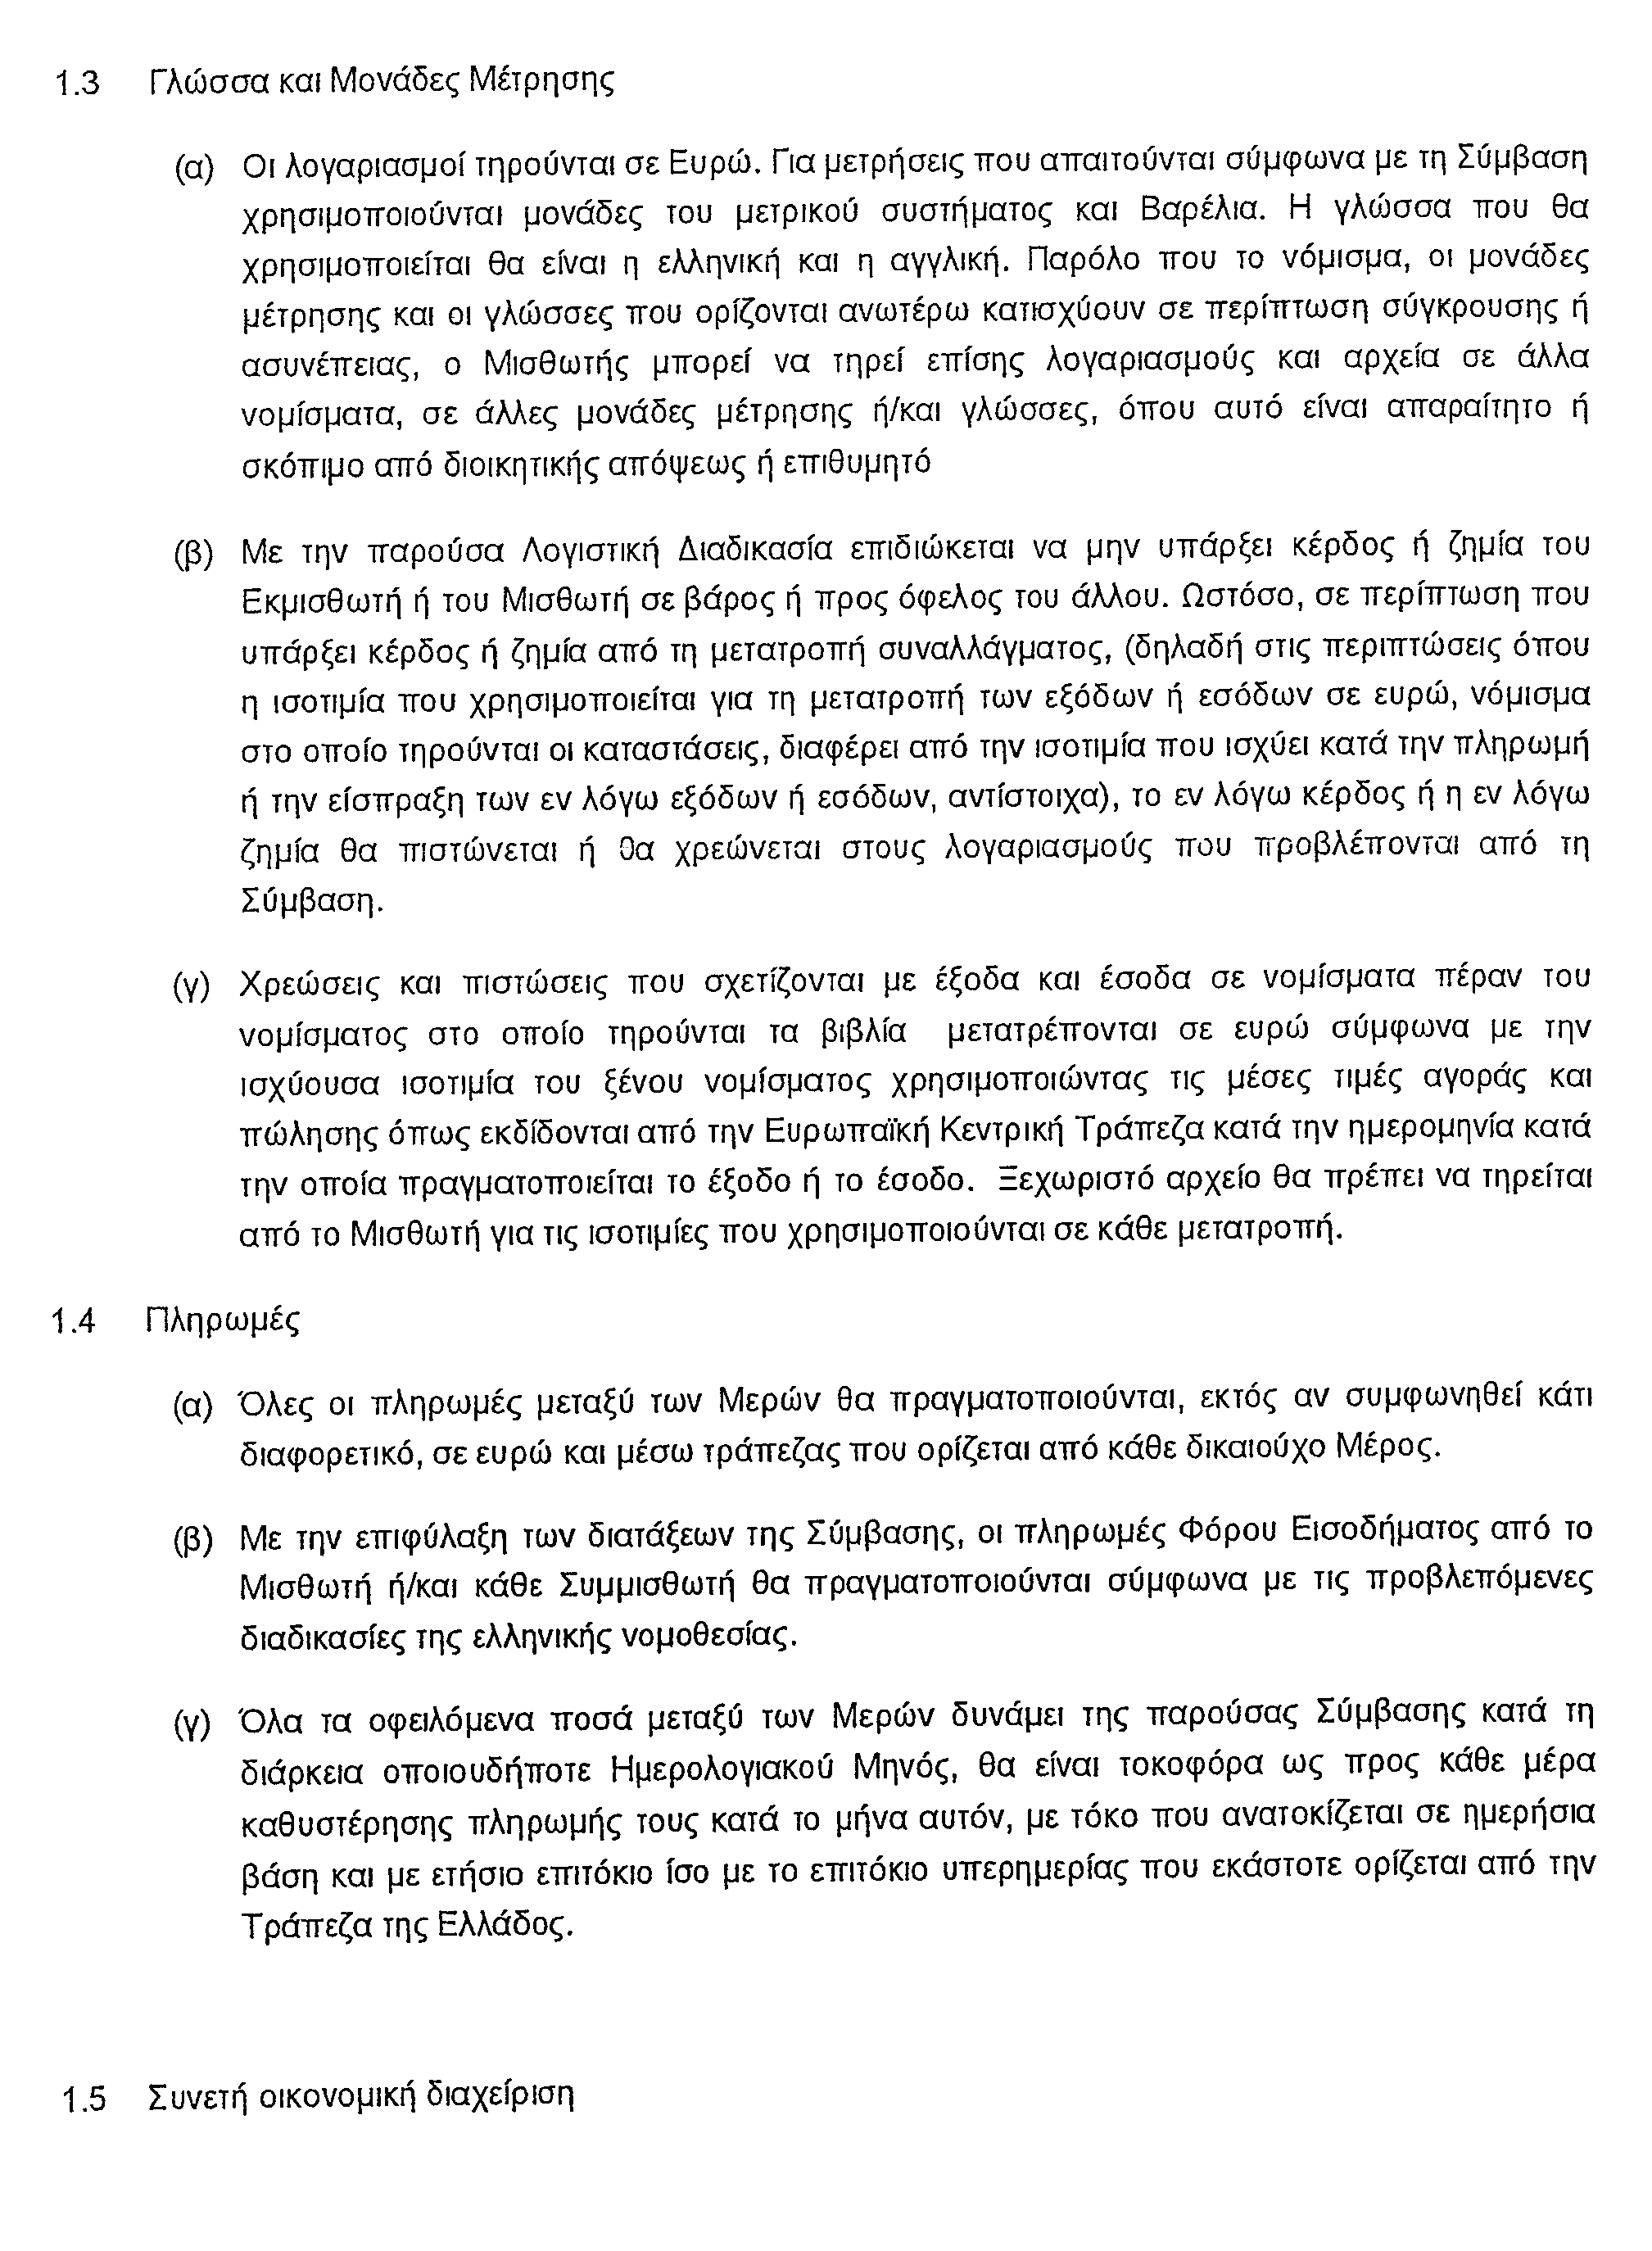 1.3 Γλώσσα και Μονάδες Μέτρησης
(α) Οι λογαριασμοί τηρούνται σε Ευρώ. Για μετρήσεις που απαιτούνται σύμφωνα με τη Σύμβαση
χρησιμοποιούνται μονάδες του μετρικού συστήματος και Βαρέλια. Η γλώσσα που θα
χρησιμοποιείται θα είναι η ελληνική και η αγγλική. Παρόλο που το νόμισμα, οι μονάδες
μέτρησης και οι γλώσσες που ορίζονται ανωτέρω κατισχύουν σε περίπτωση σύγκρουσης ή
ασυνέπειας, ο Μισθωτής μπορεί να τηρεί επίσης λογαριασμούς και αρχεία σε άλλα
νομίσματα, σε άλλες μονάδες μέτρησης ή/και γλώσσες, όπου αυτό είναι απαραίτητο ή
σκόπιμο από διοικητικής απόψεως ή επιθυμητό
(β) Με την παρούσα Λογιστική Διαδικασία επιδιώκεται να μην υπάρξει κέρδος ή ζημία του
Εκμισθωτή ή του Μισθωτή σε βάρος ή προς όφελος του άλλου. Ωστόσο, σε περίπτωση που
υπάρξει κέρδος ή ζημία από τη μετατροπή συναλλάγματος, (δηλαδή στις περιπτώσεις όπου
η ισοτιμία που χρησιμοποιείται για τη μετατροπή των εξόδων ή εσόδων σε ευρώ, νόμισμα
στο οποίο τηρούνται οι καταστάσεις, διαφέρει από την ισοτιμία που ισχύει κατά την πληρωμή
ή την είσπραξη των εν λόγω εξόδων ή εσόδων, αντίστοιχα), το εν λόγω κέρδος ή η εν λόγω
ζημία θα πιστώνεται ή θα χρεώνεται στους λογαριασμούς που προβλέπονται από τη
Σύμβαση.
(γ) Χρεώσεις και πιστώσεις που σχετίζονται με έξοδα και έσοδα σε νομίσματα πέραν του
νομίσματος στο οποίο τηρούνται τα βιβλία μετατρέπονται σε ευρώ σύμφωνα με την
ισχύουσα ισοτιμία του ξένου νομίσματος χρησιμοποιώντας τις μέσες τιμές αγοράς και
πώλησης όπως εκδίδονται από την Ευρωπαϊκή Κεντρική Τράπεζα κατά την ημερομηνία κατά
την οποία πραγματοποιείται το έξοδο ή το έσοδο. Ξεχωριστό αρχείο θα πρέπει να τηρείται
από το Μισθωτή για τις ισοτιμίες που χρησιμοποιούνται σε κάθε μετατροπή.
1.4 Πληρωμές
(α) Όλες οι πληρωμές μεταξύ των Μερών θα πραγματοποιούνται, εκτός αν συμφωνηθεί κάτι
διαφορετικό, σε ευρώ και μέσω τράπεζας που ορίζεται από κάθε δικαιούχο Μέρος.
(β) Με την επιφύλαξη των διατάξεων της Σύμβασης, οι πληρωμές Φόρου Εισοδήματος από το
Μισθωτή ή/και κάθε Συμμισθωτή θα πραγματοποιούνται σύμφωνα με τις προβλεπόμενες
διαδικασίες της ελληνικής νομοθεσίας.
(γ) Όλα τα οφειλόμενα ποσά μεταξύ των Μερών δυνάμει της παρούσας Σύμβασης κατά τη
διάρκεια οποιουδήποτε Ημερολογιακού Μηνός, θα είναι τοκοφόρα ως προς κάθε μέρα
καθυστέρησης πληρωμής τους κατά το μήνα αυτόν, με τόκο που ανατοκίζεται σε ημερήσια
βάση και με ετήσιο επιτόκιο ίσο με το επιτόκιο υπερημερίας που εκάστοτε ορίζεται από την
Τράπεζα της Ελλάδος.
1.5 Συνετή οικονομική διαχείριση